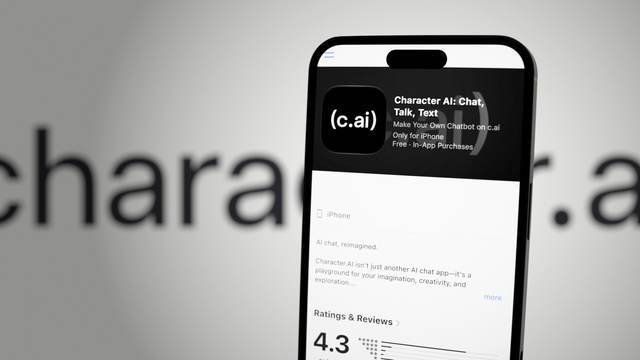 charac r.a
(c.ai)
Character AI: Chat,
Talk, Text
Make Your Own Chatbot on c.ai
Only for iPhone
Free · In-App Purchases
iPhone
AI chat, reimagined.
Character.AI isn't just another AI chat app—it's a
playground for your imagination, creativity, and
exploration....
more
Ratings & Reviews
4.3